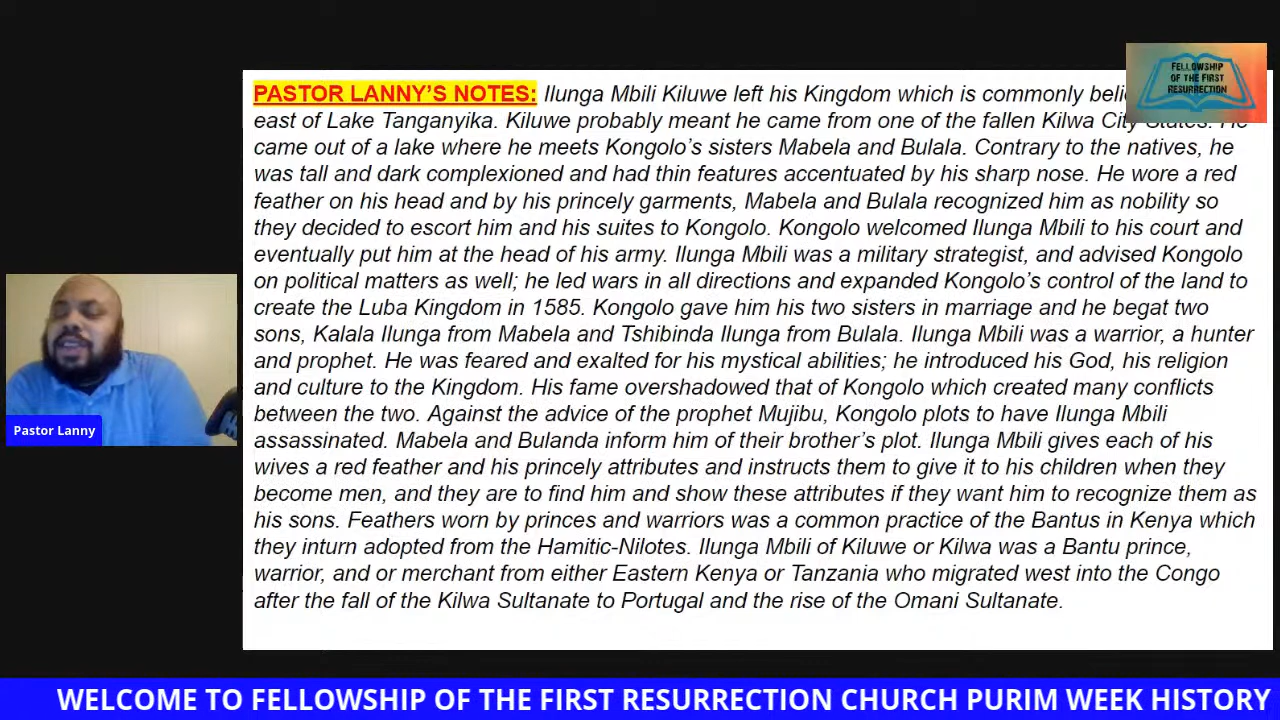 FELLOWSHIP
OF THE FIRST
RESURRECTION
PASTOR LANNY’S NOTES: Ilunga Mbili Kiluwe left his Kingdom which is commonly
east of Lake Tanganyika. Kiluwe probably meant he came from one of the fallen Kilwa City States. He
came out of a lake where he meets Kongolo’s sisters Mabela and Bulala. Contrary to the natives, he
was tall and dark complexioned and had thin features accentuated by his sharp nose. He wore a red
feather on his head and by his princely garments, Mabela and Bulala recognized him as nobility so
they decided to escort him and his suites to Kongolo. Kongolo welcomed Ilunga Mbili to his court and
eventually put him at the head of his army. Ilunga Mbili was a military strategist, and advised Kongolo
on political matters as well; he led wars in all directions and expanded Kongolo’s control of the land to
create the Luba Kingdom in 1585. Kongolo gave him his two sisters in marriage and he begat two
sons, Kalala Ilunga from Mabela and Tshibinda Ilunga from Bulala. Ilunga Mbili was a warrior, a hunter
and prophet. He was feared and exalted for his mystical abilities; he introduced his God, his religion
and culture to the Kingdom. His fame overshadowed that of Kongolo which created many conflicts
between the two. Against the advice of the prophet Mujibu, Kongolo plots to have Ilunga Mbili
assassinated. Mabela and Bulanda inform him of their brother’s plot. Ilunga Mbili gives each of his
wives a red feather and his princely attributes and instructs them to give it to his children when they
become men, and they are to find him and show these attributes if they want him to recognize them as
his sons. Feathers worn by princes and warriors was a common practice of the Bantus in Kenya which
they inturn adopted from the Hamitic-Nilotes. Ilunga Mbili of Kiluwe or Kilwa was a Bantu prince,
warrior, and or merchant from either Eastern Kenya or Tanzania who migrated west into the Congo
after the fall of the Kilwa Sultanate to Portugal and the rise of the Omani Sultanate.
Pastor Lanny
WELCOME TO FELLOWSHIP OF THE FIRST RESURRECTION CHURCH PURIM WEEK HISTORY